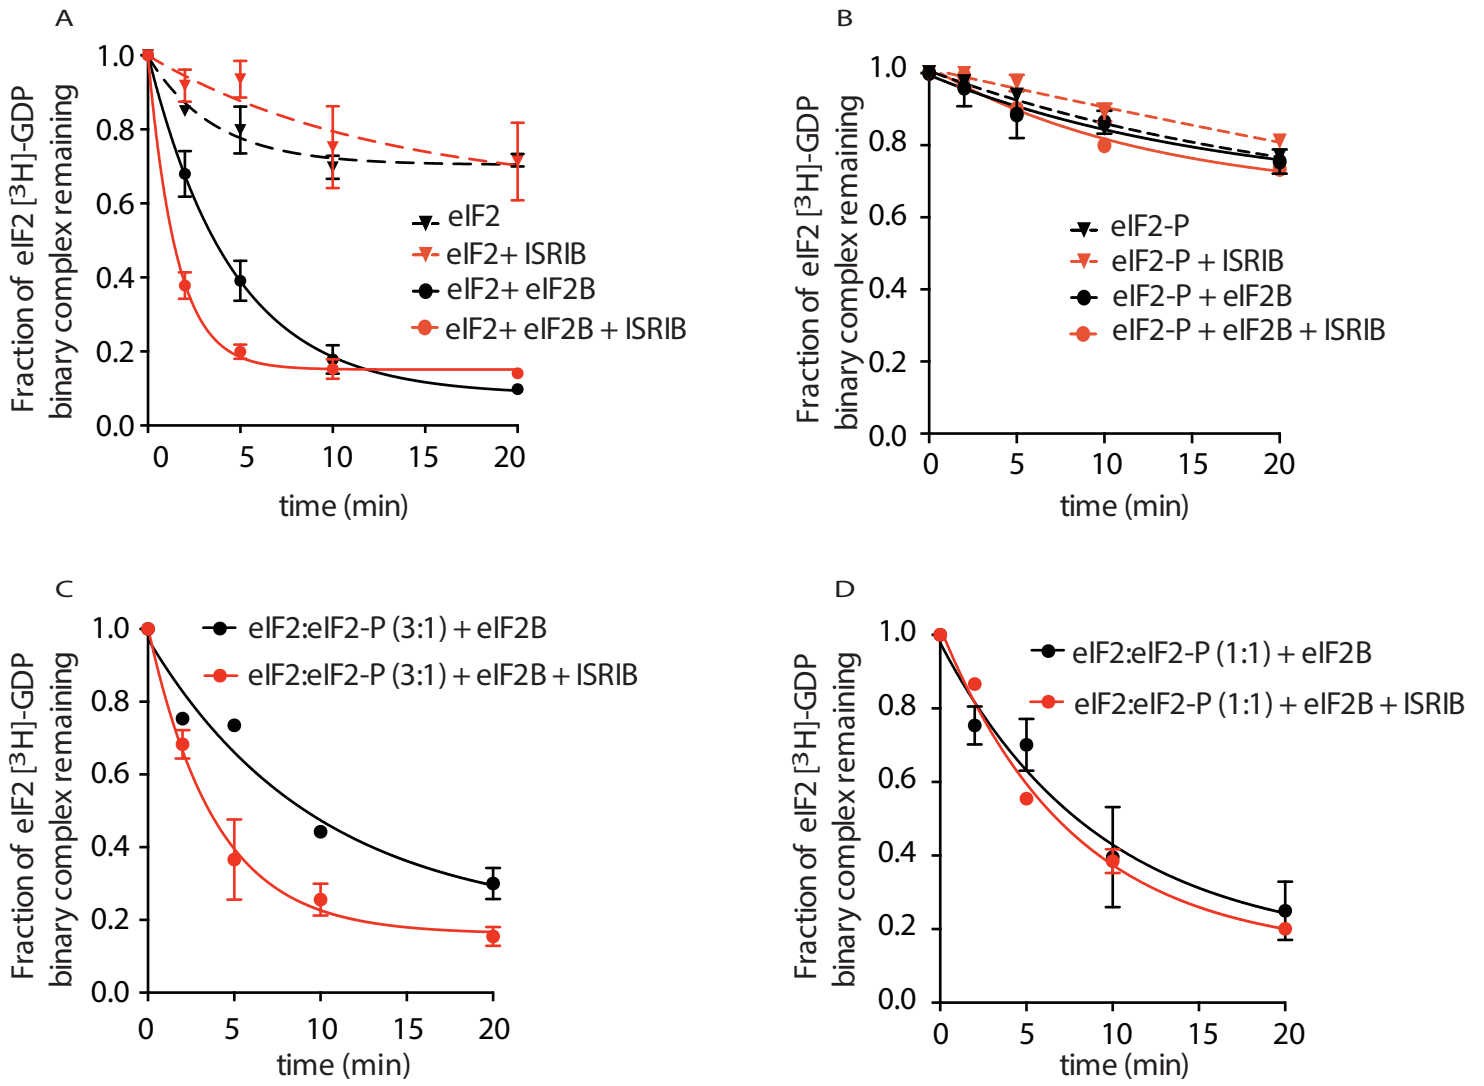 A
Fraction of eIF2 [³H]-GDP
binary complex remaining
1.0
0.8
0.6
0.4
0.2
0.0
eIF2
eIF2+ ISRIB
eIF2+ eIF2B
eIF2+ eIF2B + ISRIB
0 5 10 15 20
time (min)
B
Fraction of eIF2 [³H]-GDP
binary complex remaining
1.0
0.8
0.6
0.4
0.2
0.0
eIF2-P
eIF2-P + ISRIB
eIF2-P + eIF2B
eIF2-P + eIF2B + ISRIB
0 5 10 15 20
time (min)
C
Fraction of eIF2 [³H]-GDP
binary complex remaining
1.0
0.8
0.6
0.4
0.2
0.0
eIF2:eIF2-P (3:1) + eIF2B
eIF2:eIF2-P (3:1) + eIF2B + ISRIB
0 5 10 15 20
time (min)
D
Fraction of eIF2 [³H]-GDP
binary complex remaining
1.0
0.8
0.6
0.4
0.2
0.0
eIF2:eIF2-P (1:1) + eIF2B
eIF2:eIF2-P (1:1) + eIF2B + ISRIB
0 5 10 15 20
time (min)